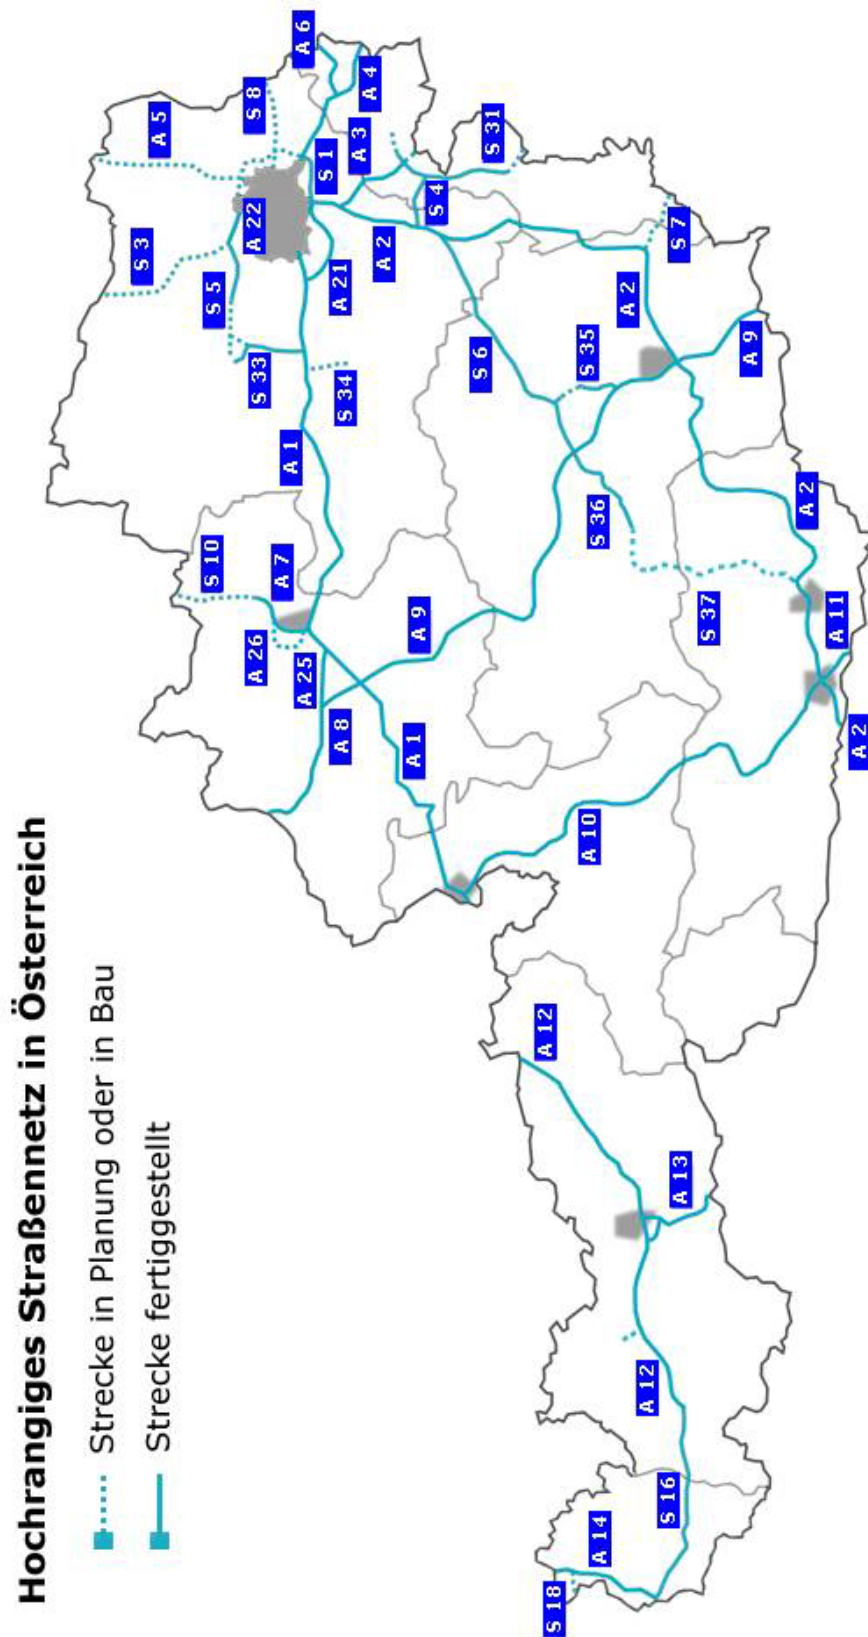 Hochrangiges Straßennetz in Österreich
Strecke in Planung oder in Bau
Strecke fertiggestellt
S 18
A 14
S 16
A 12
A 13
A 12
A 10
A 1
A 8
A 25
A 26
A 9
A 7
S 10
S 37
A 11
A 2
A 2
S 36
A 1
S 34
S 33
S 5
S 3
A 22
A 21
A 2
S 6
S 35
A 9
A 2
S 7
S 4
S 31
A 3
S 1
A 5
S 8
A 4
A 6